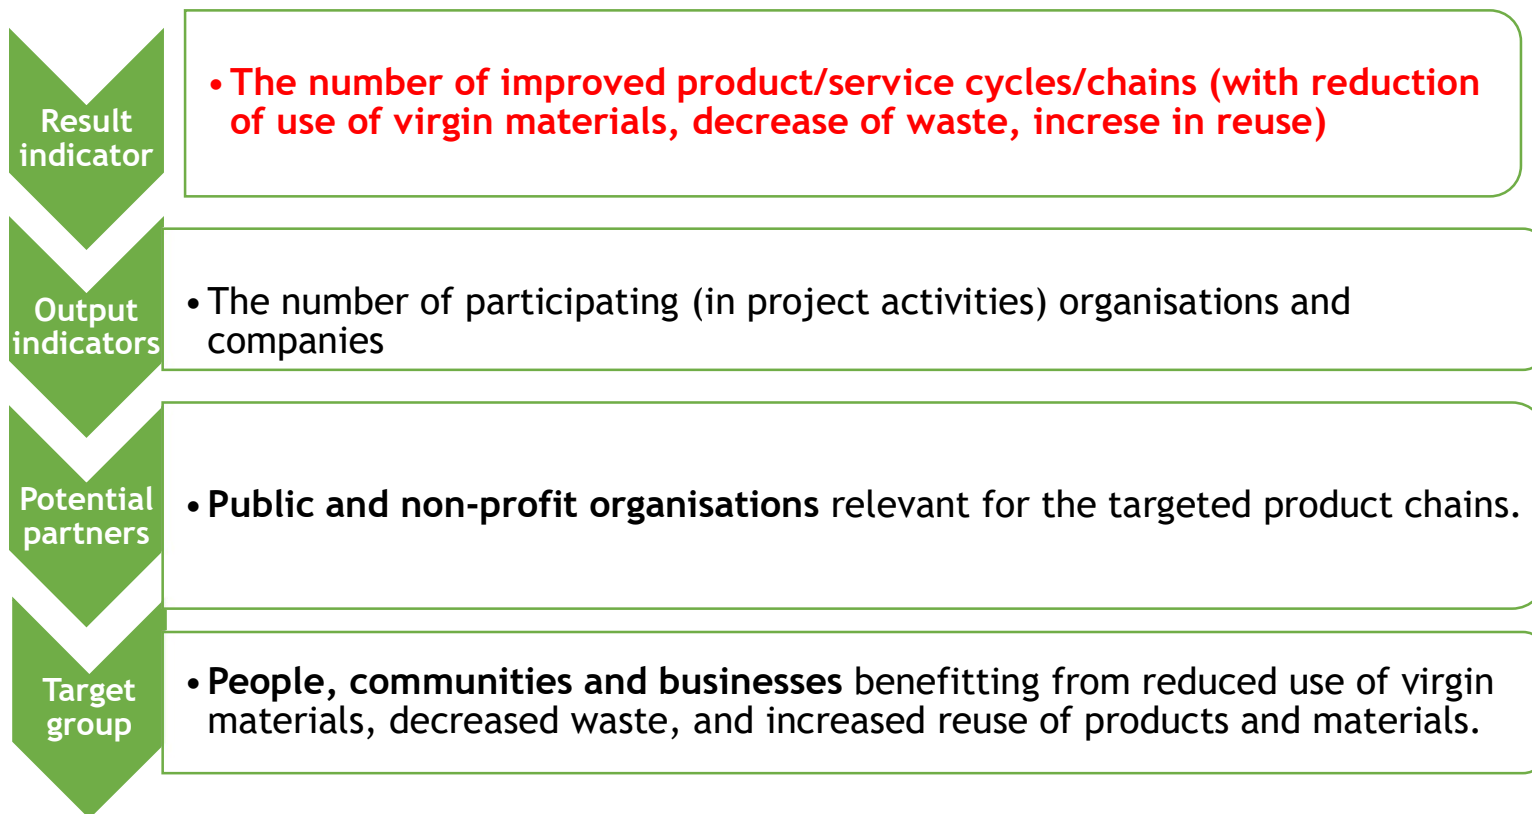 Result
indicator
• The number of improved product/service cycles/chains (with reduction
of use of virgin materials, decrease of waste, increse in reuse)
Output
indicators
• The number of participating (in project activities) organisations and
companies
Potential
partners
• Public and non-profit organisations relevant for the targeted product chains.
Target
group
• People, communities and businesses benefitting from reduced use of virgin
materials, decreased waste, and increased reuse of products and materials.